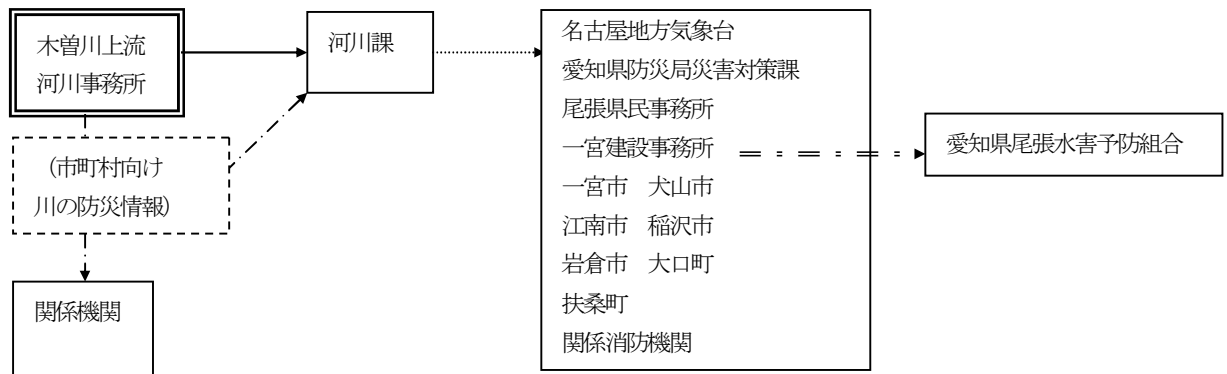 木曽川上流
河川事務所
（市町村向け
川の防災情報）
関係機関
河川課
名古屋地方気象台
愛知県防災局災害対策課
尾張県民事務所
一宮建設事務所
一宮市　犬山市
江南市　稲沢市
岩倉市　大口町
扶桑町
関係消防機関
愛知県尾張水害予防組合